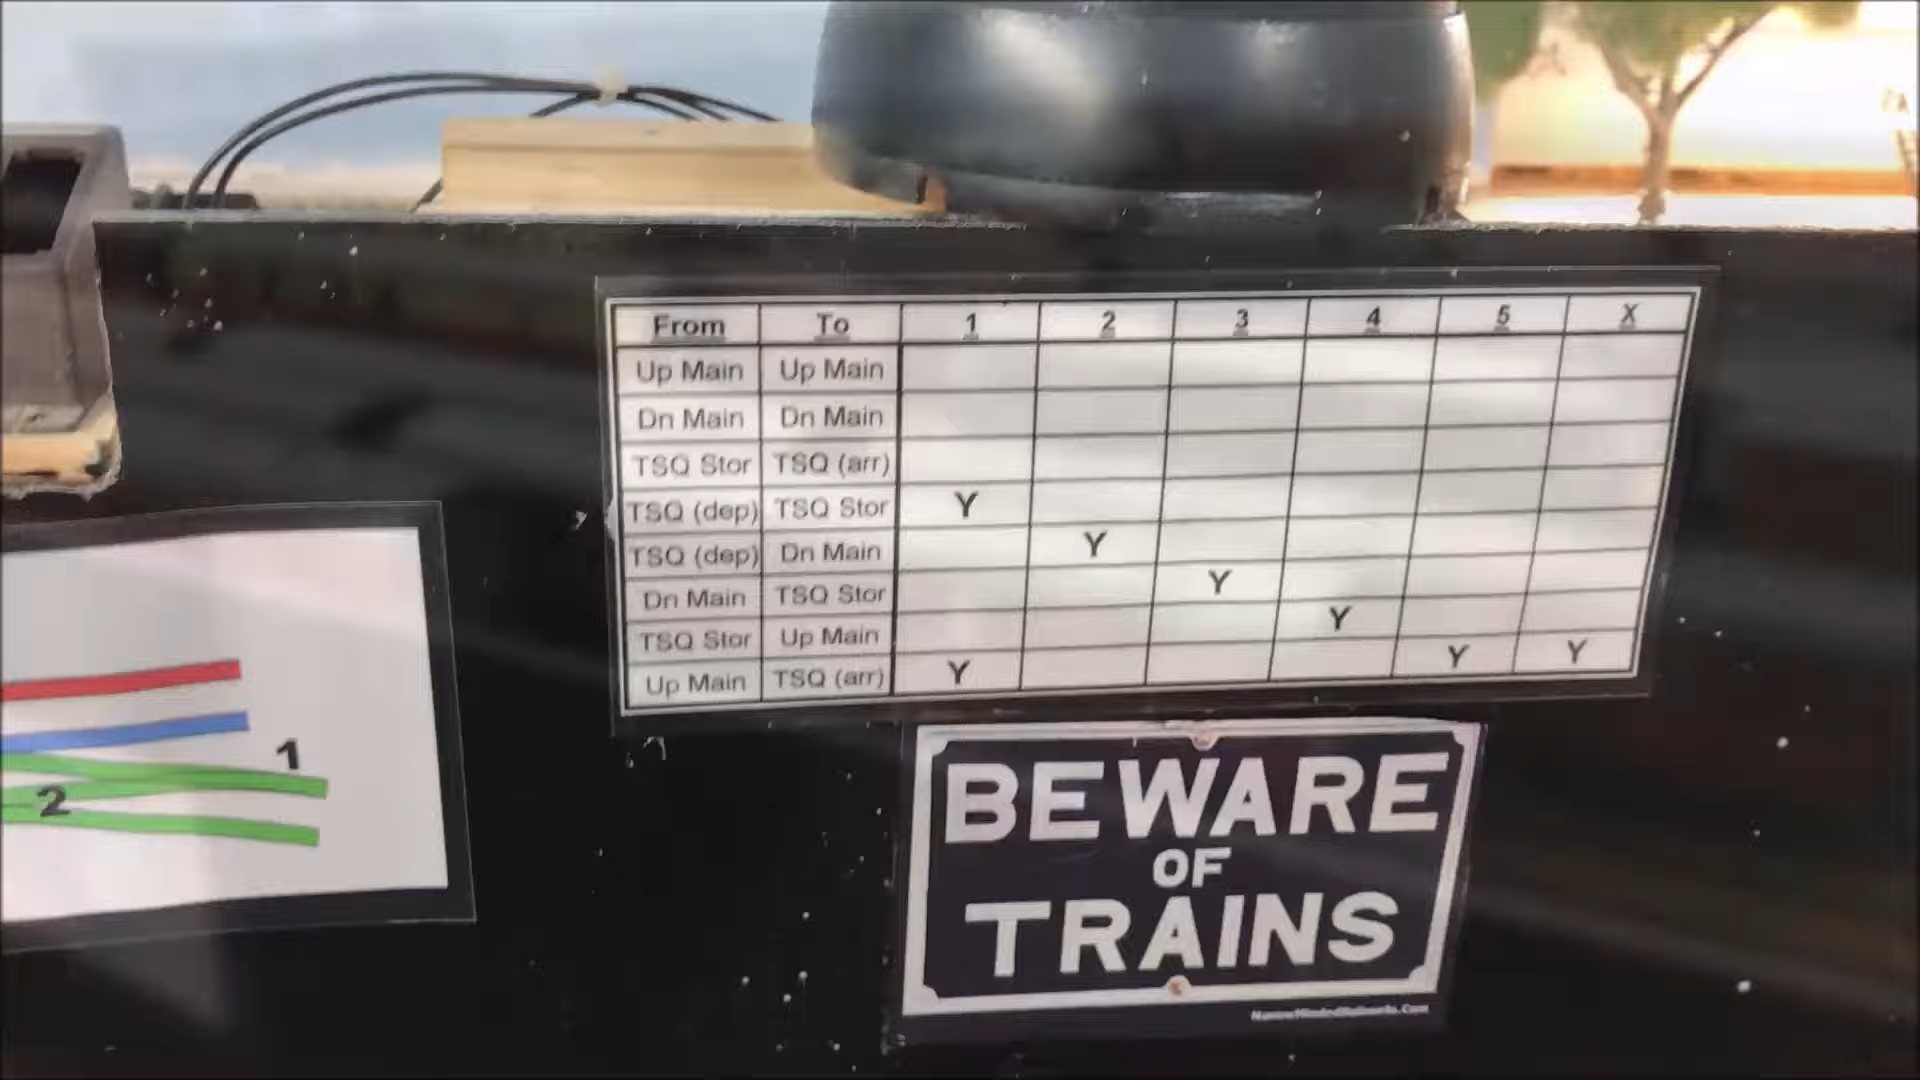 From To 1 2 3 4 5 X
Up Main Up Main
Dn Main Dn Main
TSQ Stor TSQ (arr)
TSQ (dep) TSQ Stor Y
TSQ (dep) Dn Main Y
Dn Main TSQ Stor Y
TSQ Stor Up Main Y
Up Main TSQ (arr) Y Y Y
1
2
BEWARE
OF
TRAINS